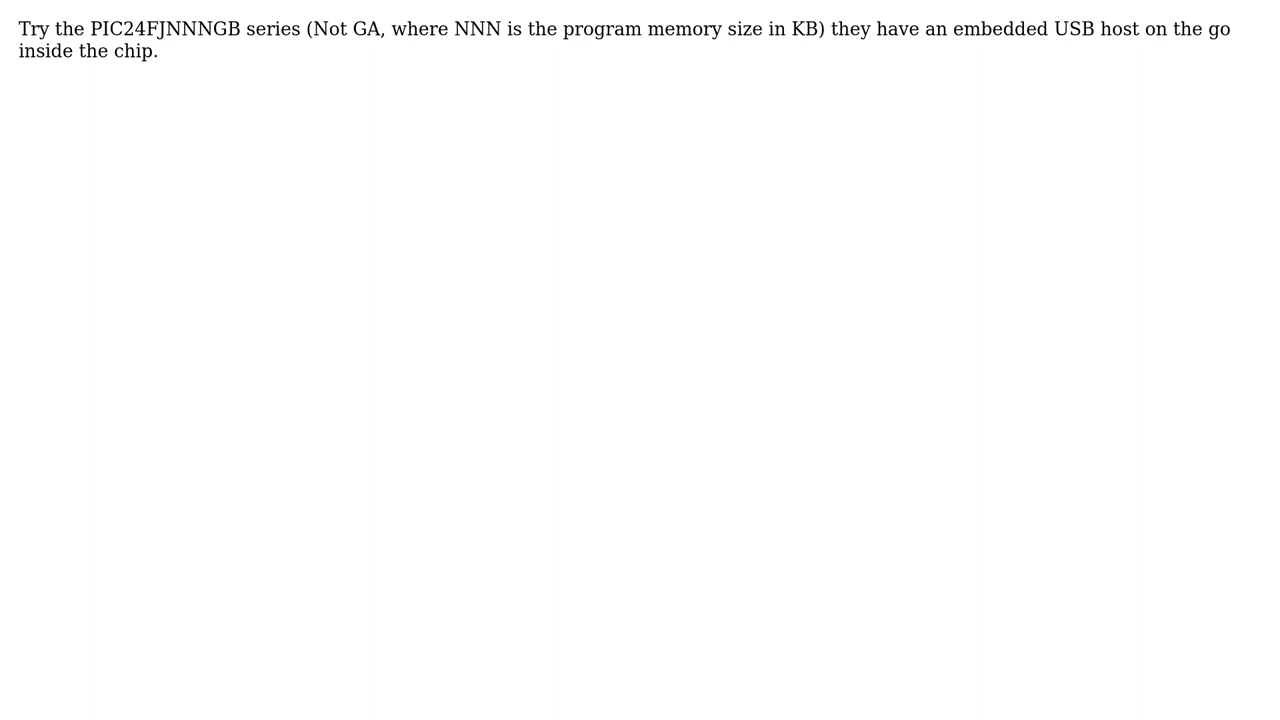 Try the PIC24FJNNNGB series (Not GA, where NNN is the program memory size in KB) they have an embedded USB host on the go
inside the chip.